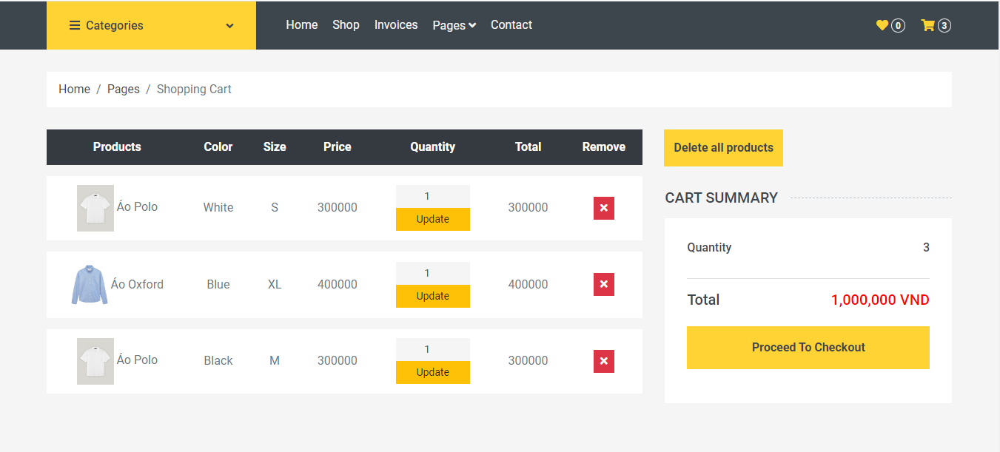 Categories Home Shop Invoices Pages Contact 0 3
Home / Pages / Shopping Cart
Products Color Size Price Quantity Total Remove
Áo Polo White S 300000 1 Update 300000
Áo Oxford Blue XL 400000 1 Update 400000
Áo Polo Black M 300000 1 Update 300000
Delete all products
CART SUMMARY
Quantity 3
Total 1,000,000 VND
Proceed To Checkout